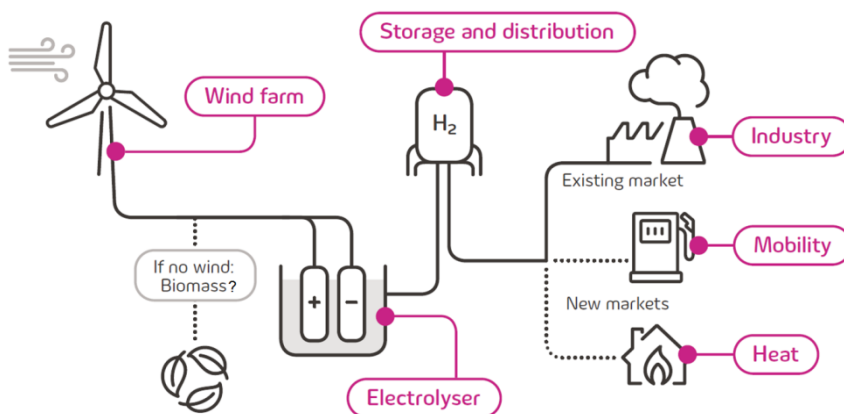 Storage and distribution
Wind farm
H₂
Industry
Existing market
Mobility
If no wind:
Biomass?
+ −
New markets
Heat
Electrolyser